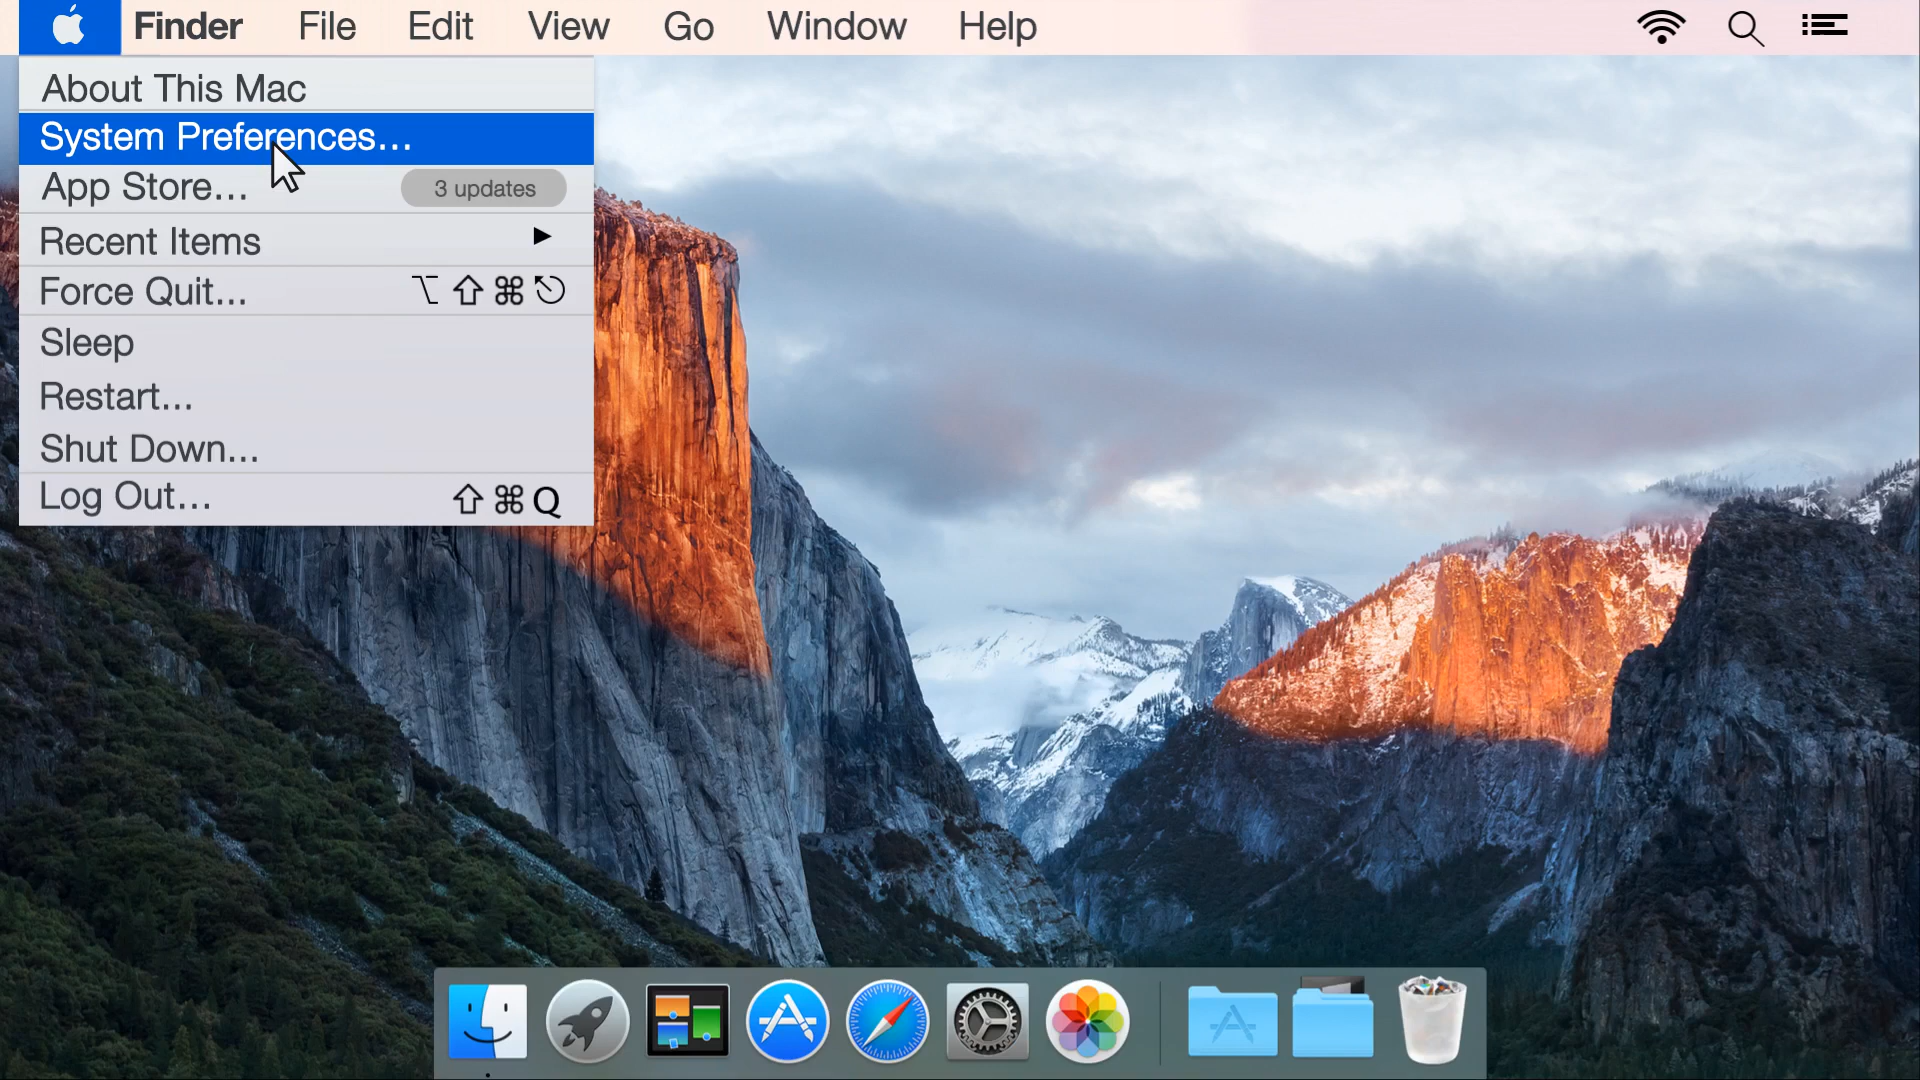 Finder File Edit View Go Window Help
About This Mac
System Preferences...
App Store... 3 updates
Recent Items ▶
Force Quit... ⌥ ⇧ ⌘ ⎋
Sleep
Restart...
Shut Down...
Log Out... ⇧ ⌘ Q